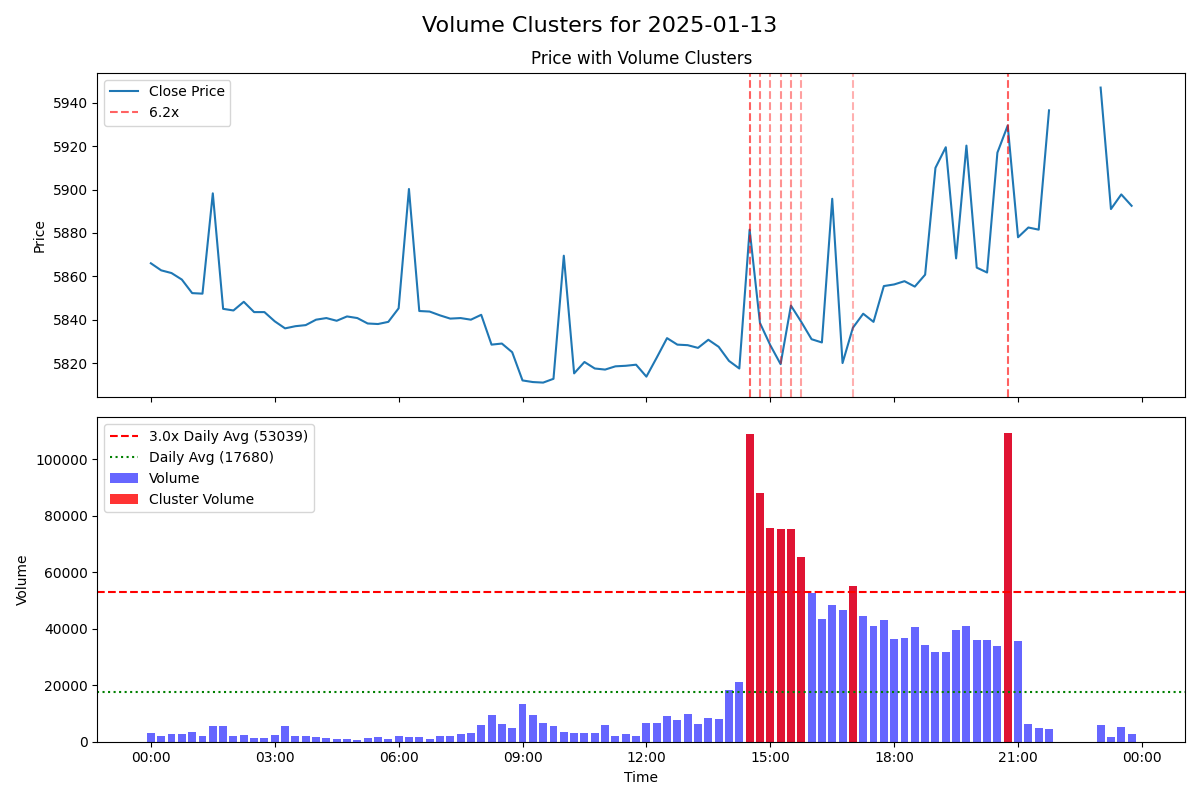 Volume Clusters for 2025-01-13
Price with Volume Clusters
Close Price
6.2x
Price
5940
5920
5900
5880
5860
5840
5820
3.0x Daily Avg (53039)
Daily Avg (17680)
Volume
Cluster Volume
Volume
100000
80000
60000
40000
20000
0
00:00 03:00 06:00 09:00 12:00 15:00 18:00 21:00 00:00
Time